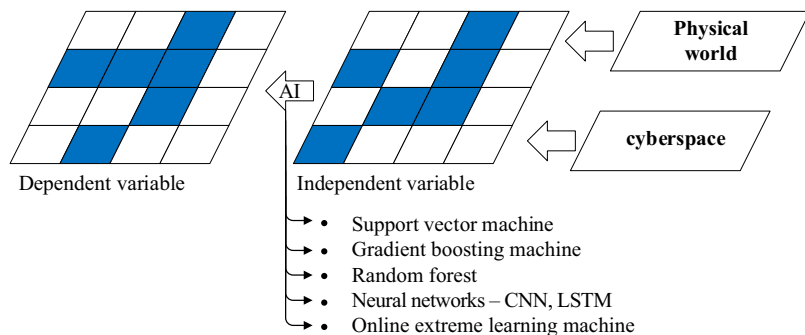 Physical
world
AI
cyberspace
Dependent variable
Independent variable
• Support vector machine
• Gradient boosting machine
• Random forest
• Neural networks – CNN, LSTM
• Online extreme learning machine